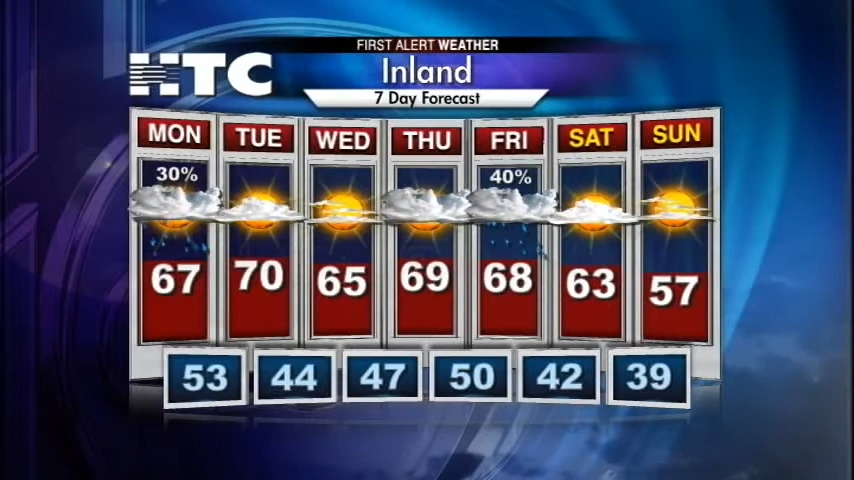 FIRST ALERT WEATHER
HTC
Inland
7 Day Forecast
MON TUE WED THU FRI SAT SUN
30% 40%
67 70 65 69 68 63 57
53 44 47 50 42 39